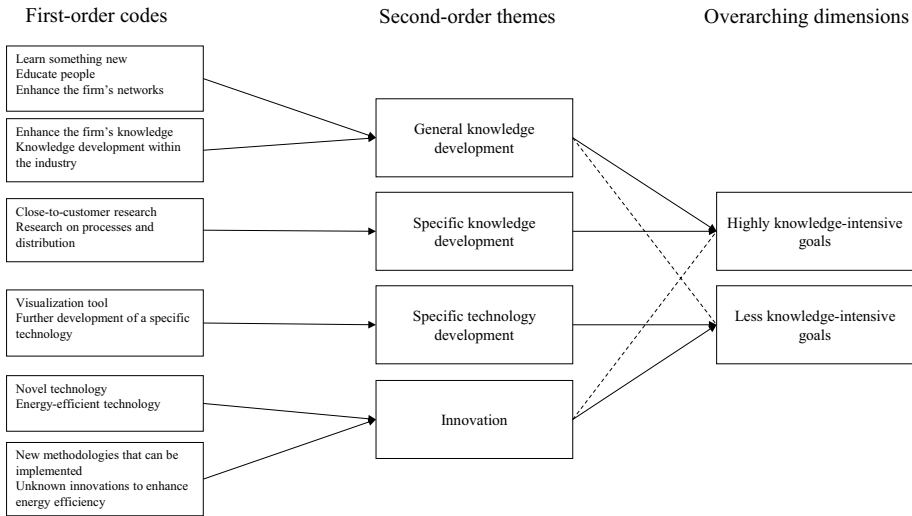 First-order codes
Second-order themes
Overarching dimensions
Learn something new
Educate people
Enhance the firm's networks
Enhance the firm's knowledge
Knowledge development within
the industry
Close-to-customer research
Research on processes and
distribution
Visualization tool
Further development of a specific
technology
Novel technology
Energy-efficient technology
New methodologies that can be
implemented
Unknown innovations to enhance
energy efficiency
General knowledge
development
Specific knowledge
development
Specific technology
development
Innovation
Highly knowledge-intensive
goals
Less knowledge-intensive
goals